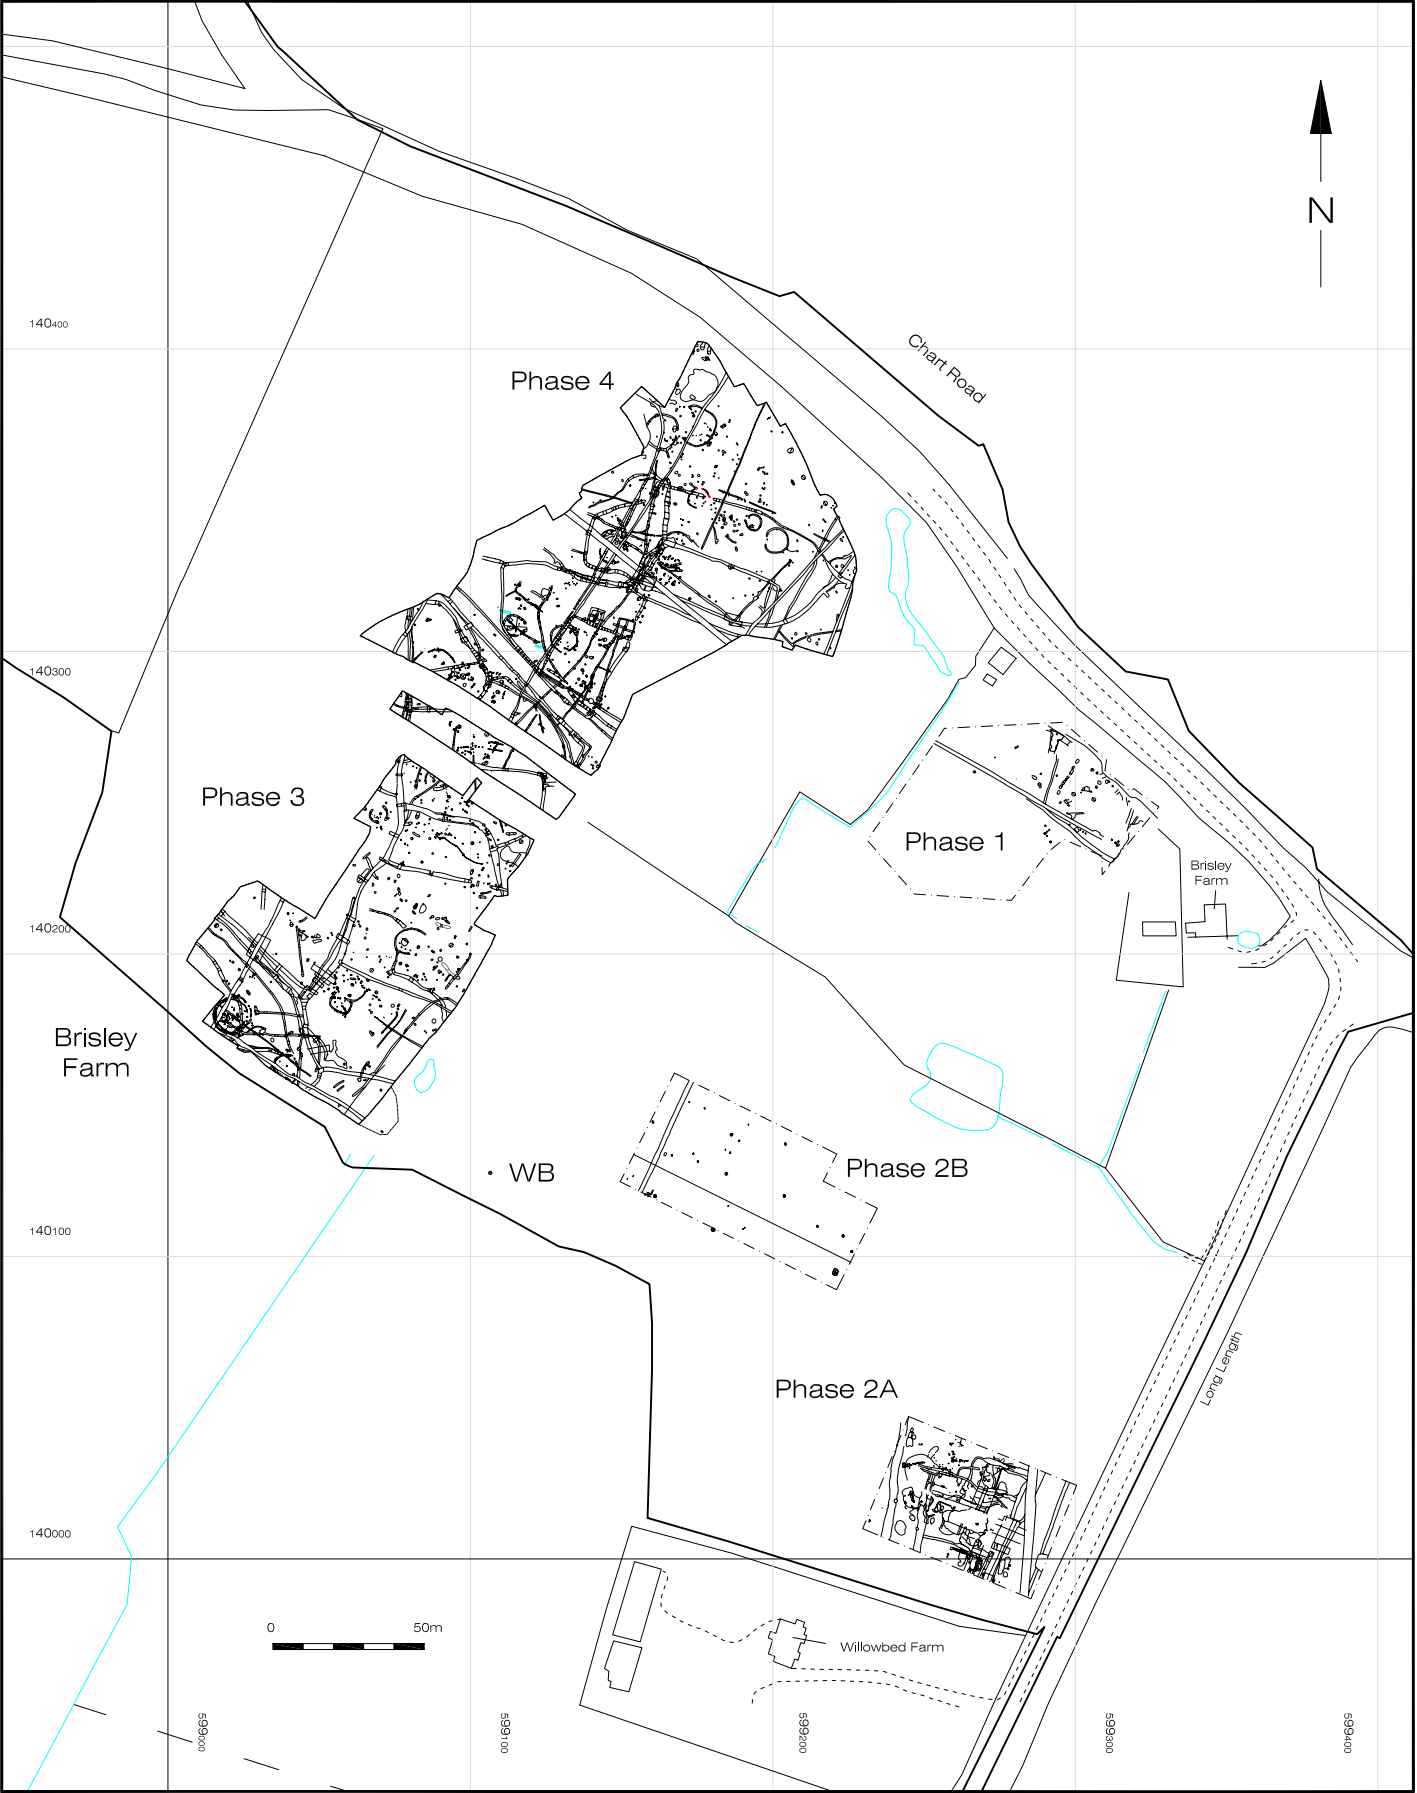 N
140400
Chart Road
Phase 4
140300
Phase 3
Phase 1
Brisley
Farm
140200
Brisley
Farm
WB
Phase 2B
140100
Long Length
Phase 2A
140000
0
50m
Willowbed Farm
599000
599100
599200
599300
599400